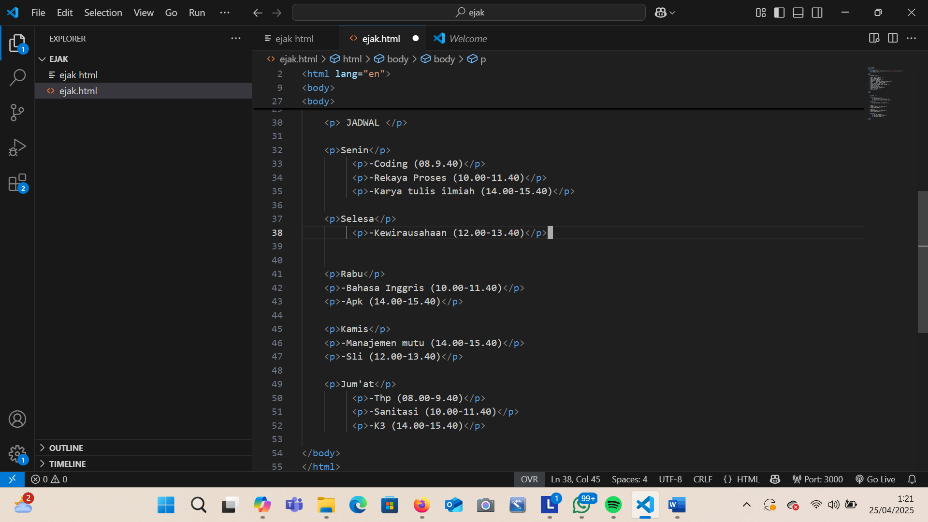 File Edit Selection View Go Run ... ejak
EXPLORER ...
ejak html ejak.html Welcome ...
EJAK
ejak html
ejak.html
ejak.html > html > body > body > p
2 <html lang="en">
9 <body>
27 <body>
30 <p> JADWAL </p>
31
32 <p>Senin</p>
33 <p>-Coding (08.9.40)</p>
34 <p>-Rekaya Proses (10.00-11.40)</p>
35 <p>-Karya tulis ilmiah (14.00-15.40)</p>
36
37 <p>Selesa</p>
38 <p>-Kewirausahaan (12.00-13.40)</p>
39
40
41 <p>Rabu</p>
42 <p>-Bahasa Inggris (10.00-11.40)</p>
43 <p>-Apk (14.00-15.40)</p>
44
45 <p>Kamis</p>
46 <p>-Manajemen mutu (14.00-15.40)</p>
47 <p>-Sli (12.00-13.40)</p>
48
49 <p>Jum'at</p>
50 <p>-Thp (08.00-9.40)</p>
51 <p>-Sanitasi (10.00-11.40)</p>
52 <p>-K3 (14.00-15.40)</p>
53
54 </body>
55 </html>
1
2
1
OUTLINE
TIMELINE
0 0 OVR Ln 38, Col 45 Spaces: 4 UTF-8 CRLF {} HTML Port: 3000 Go Live
2 1 99+ 1:21
25/04/2025